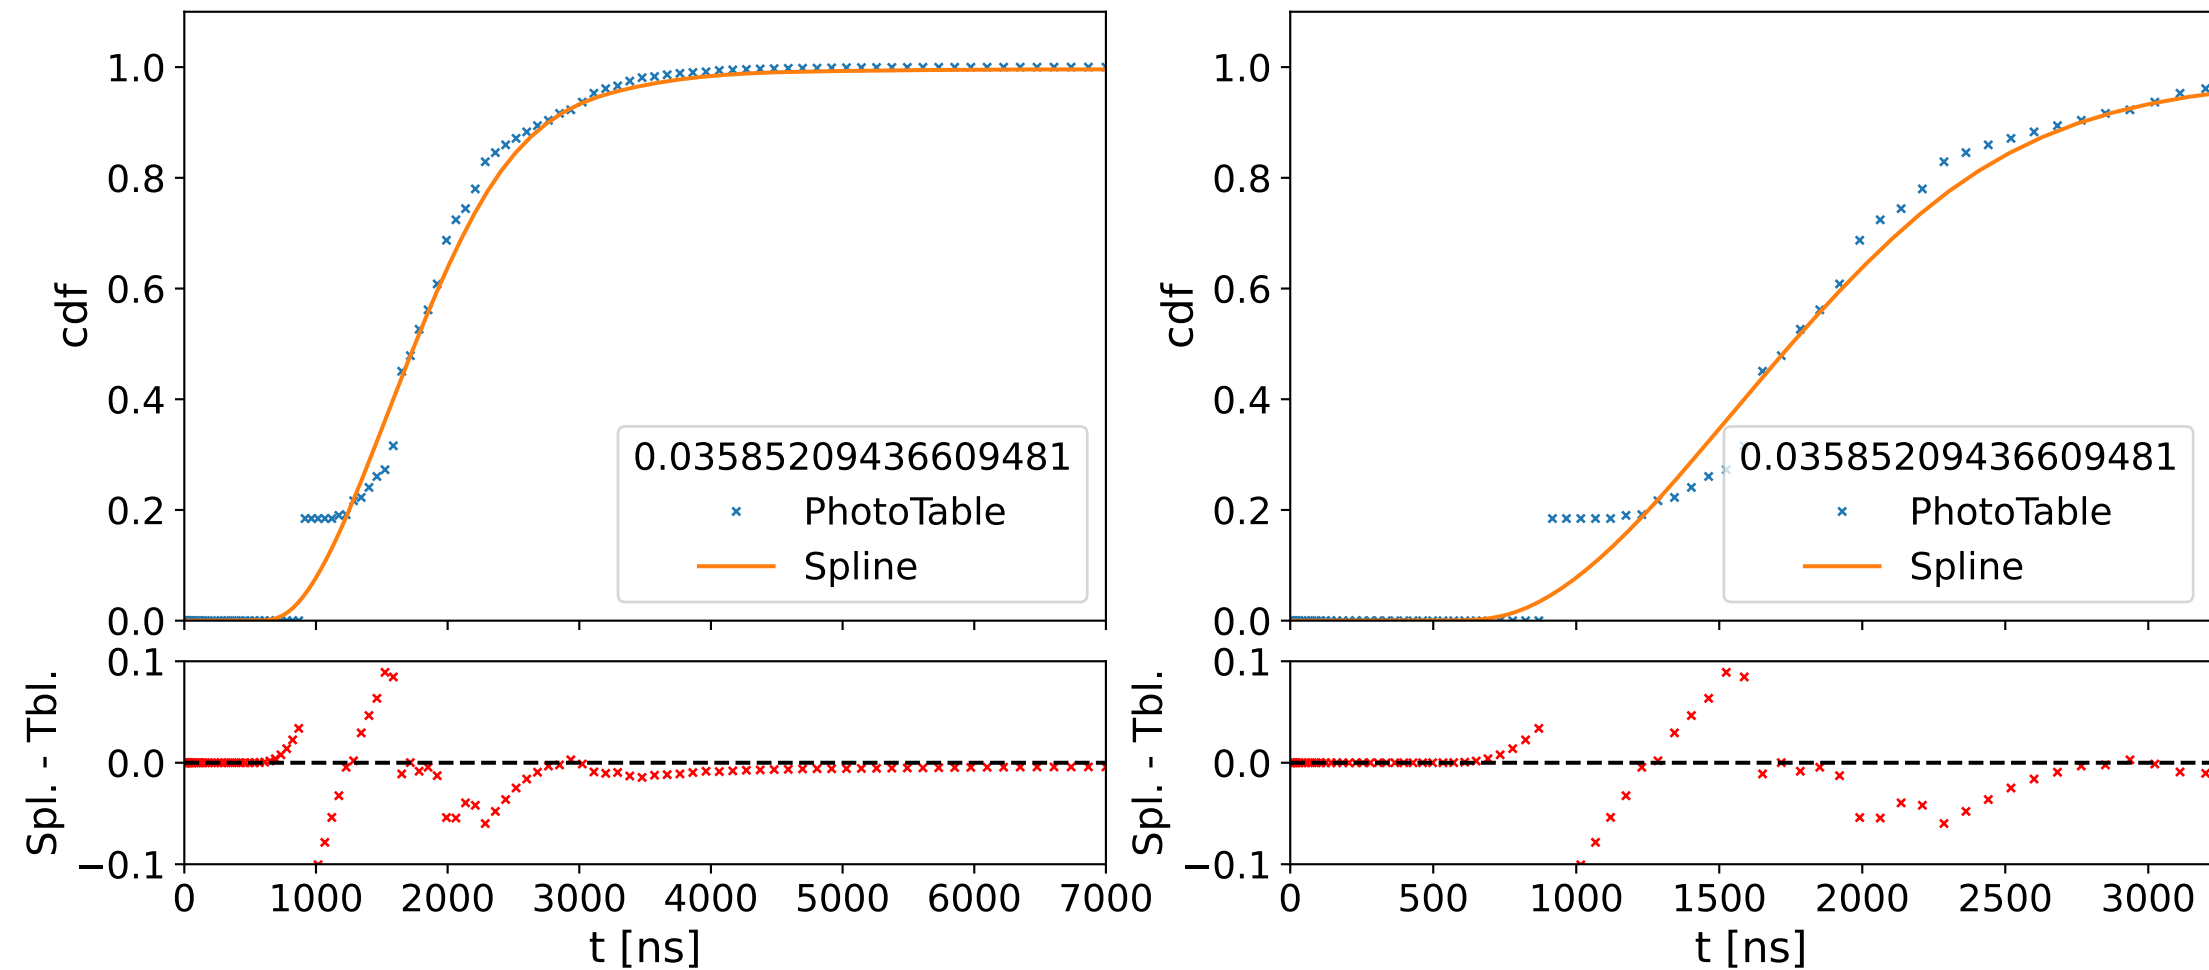 1.0
0.8
0.6
0.4
0.2
0.0
cdf
0.03585209436609481
PhotoTable
Spline
0.1
0.0
−0.1
Spl. - Tbl.
0 1000 2000 3000 4000 5000 6000 7000
t [ns]
1.0
0.8
0.6
0.4
0.2
0.0
cdf
0.03585209436609481
PhotoTable
Spline
0.1
0.0
−0.1
Spl. - Tbl.
0 500 1000 1500 2000 2500 3000
t [ns]